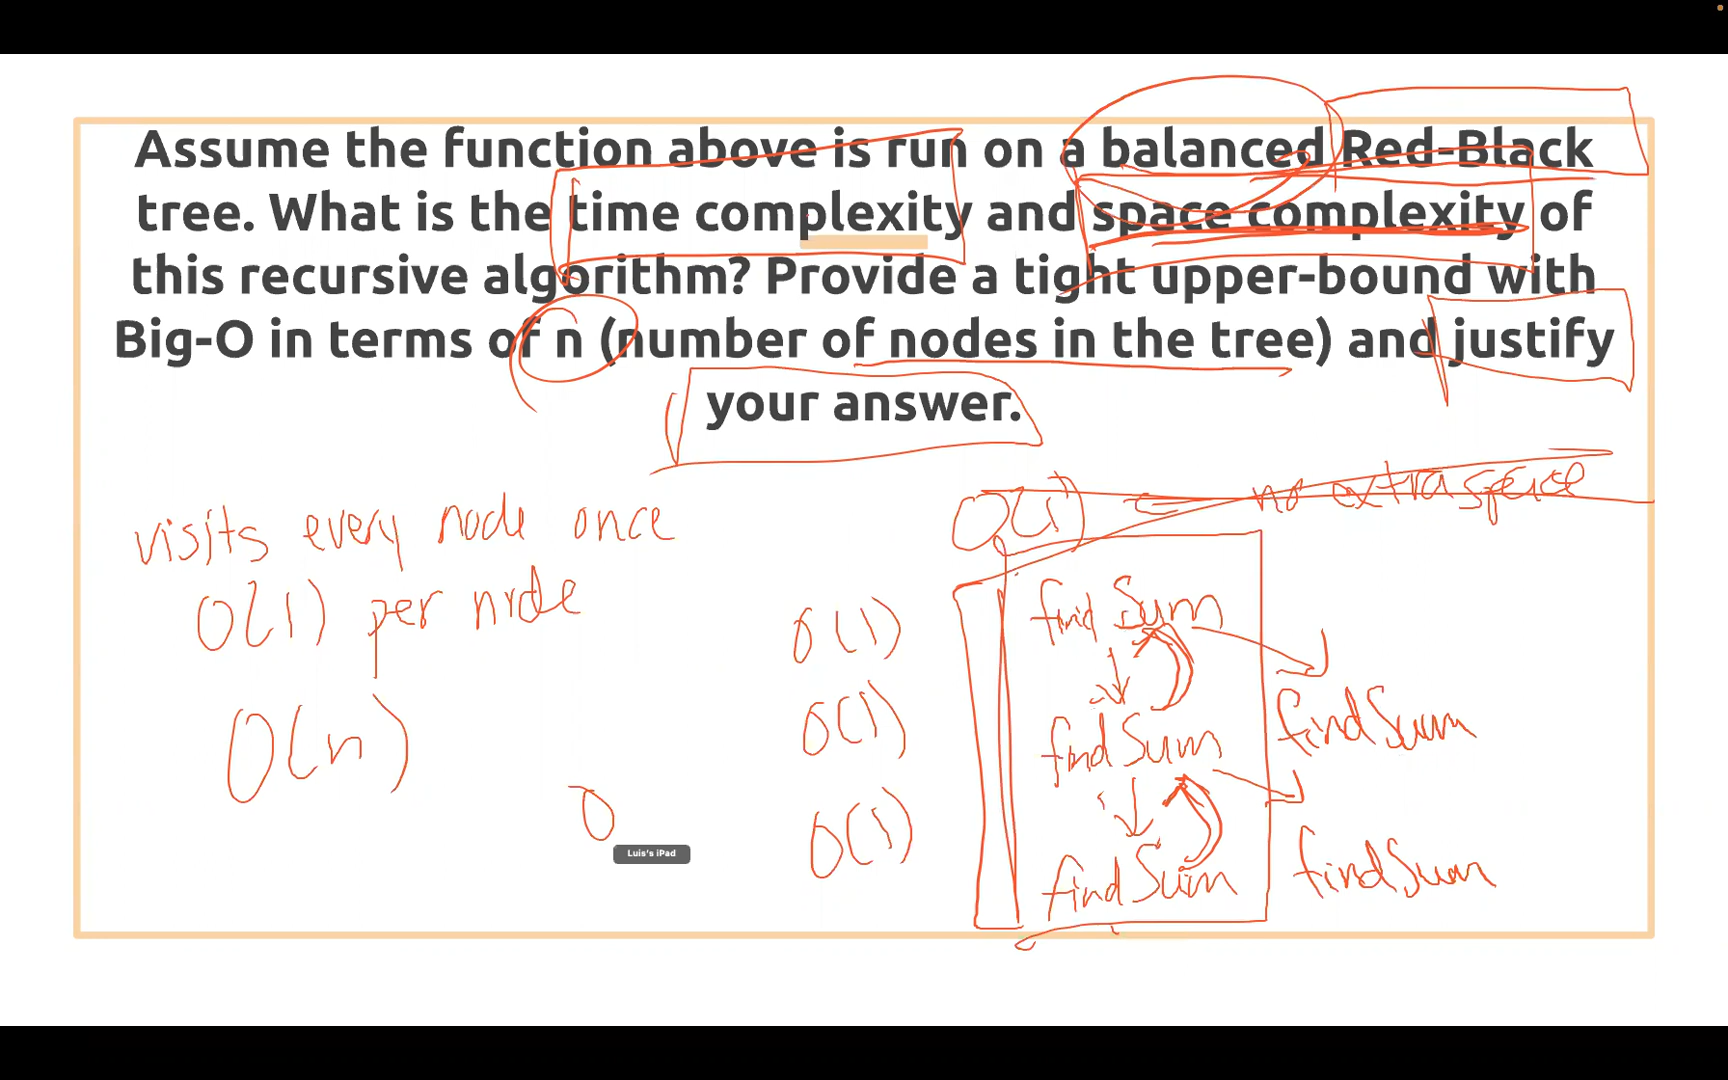 Assume the function above is run on a balanced Red-Black
tree. What is the time complexity and space complexity of
this recursive algorithm? Provide a tight upper-bound with
Big-O in terms of n (number of nodes in the tree) and justify
your answer.
visits every node once
O(1) per node
O(n)
O
Luis's iPad
O(1) ← no extra space
O(1)
O(1)
O(1)
findSum
findSum
findSum
findSum
findSum